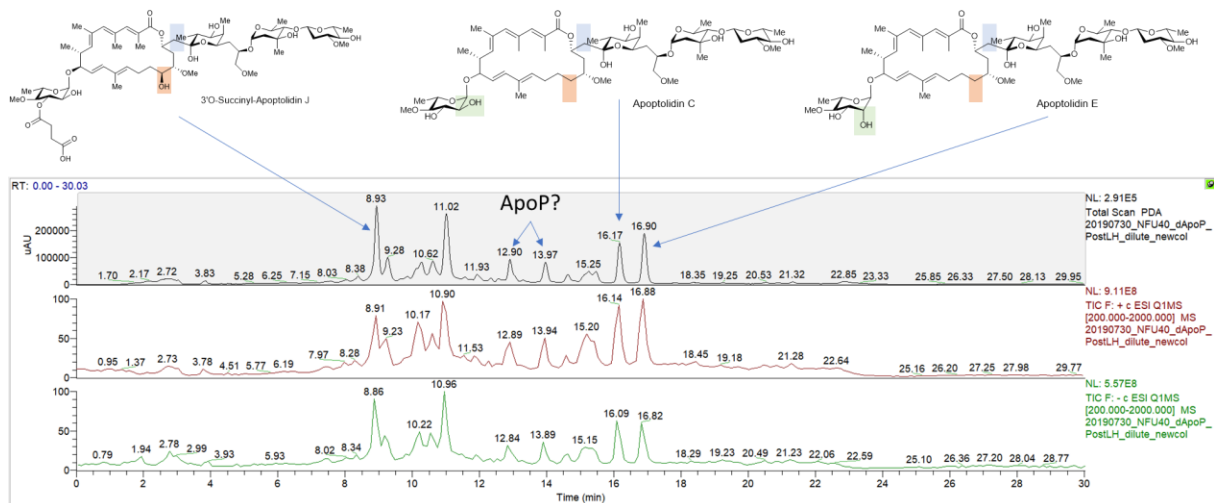 3'O-Succinyl-Apoptolidin J
Apoptolidin C
Apoptolidin E
RT: 0.00 - 30.03
ApoP?
uAU
200000
100000
0
1.70 2.17 2.72 3.83 5.28 6.25 7.15 8.03 8.38 8.93 9.28 10.62 11.02 11.93 12.90 13.97 15.25 16.17 16.90 18.35 19.25 20.53 21.32 22.85 23.33 25.85 26.33 27.50 28.13 29.95
NL: 2.91E5
Total Scan PDA
20190730_NFU40_dApoP_
PostLH_dilute_newcol
100
50
0
0.95 1.37 2.73 3.78 4.51 5.77 6.19 7.97 8.28 8.91 9.23 10.17 10.90 11.53 12.89 13.94 15.20 16.14 16.88 18.45 19.18 21.28 22.64 25.16 26.20 27.25 27.98 29.77
NL: 9.11E8
TIC F: + c ESI Q1MS
[200.000-2000.000] MS
20190730_NFU40_dApoP_
PostLH_dilute_newcol
100
50
0
0.79 1.94 2.78 2.99 3.93 5.93 8.02 8.34 8.86 10.22 10.96 12.84 13.89 15.15 16.09 16.82 18.29 19.23 20.49 21.23 22.06 22.59 25.10 26.36 27.20 28.04 28.77
NL: 5.57E8
TIC F: - c ESI Q1MS
[200.000-2000.000] MS
20190730_NFU40_dApoP_
PostLH_dilute_newcol
0 2 4 6 8 10 12 14 16 18 20 22 24 26 28 30
Time (min)